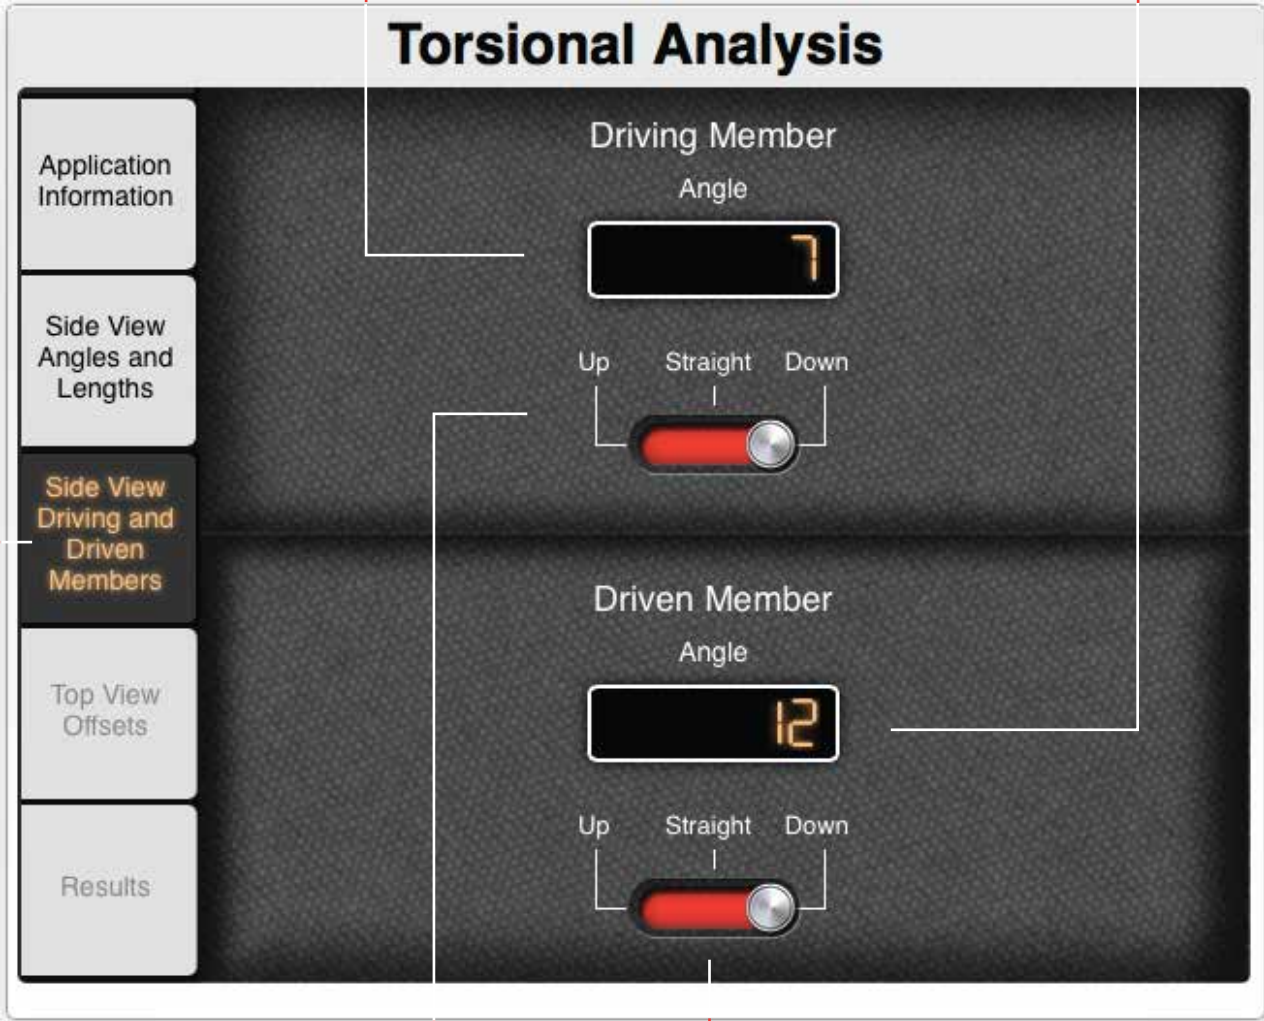 Torsional Analysis
Application
Information
Side View
Angles and
Lengths
Side View
Driving and
Driven
Members
Top View
Offsets
Results
Driving Member
Angle
7
Up Straight Down
Driven Member
Angle
12
Up Straight Down